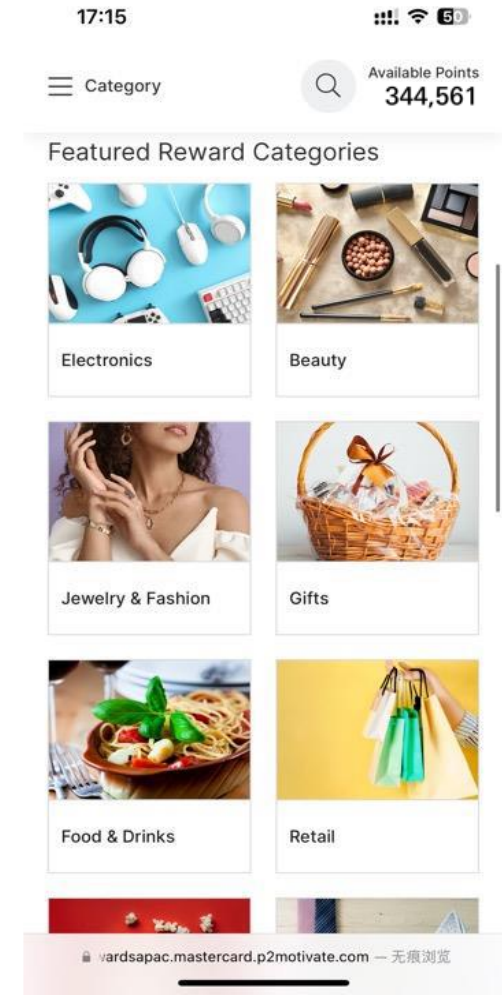 17:15
50
Category
Available Points
344,561
Featured Reward Categories
Electronics
Beauty
Jewelry & Fashion
Gifts
Food & Drinks
Retail
vardsapac.mastercard.p2motivate.com — 无痕浏览